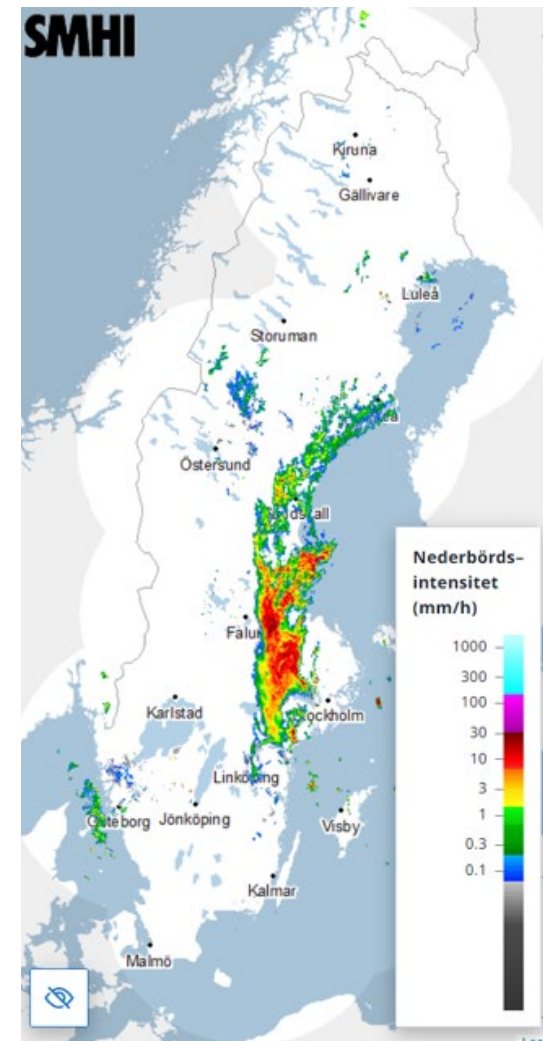 SMHI
Kiruna
Gällivare
Luleå
Storuman
Östersund
Falun
Karlstad
Stockholm
Linköping
Göteborg
Jönköping
Visby
Kalmar
Malmö
Nederbörds-
intensitet
(mm/h)
1000
300
100
30
10
3
1
0.3
0.1